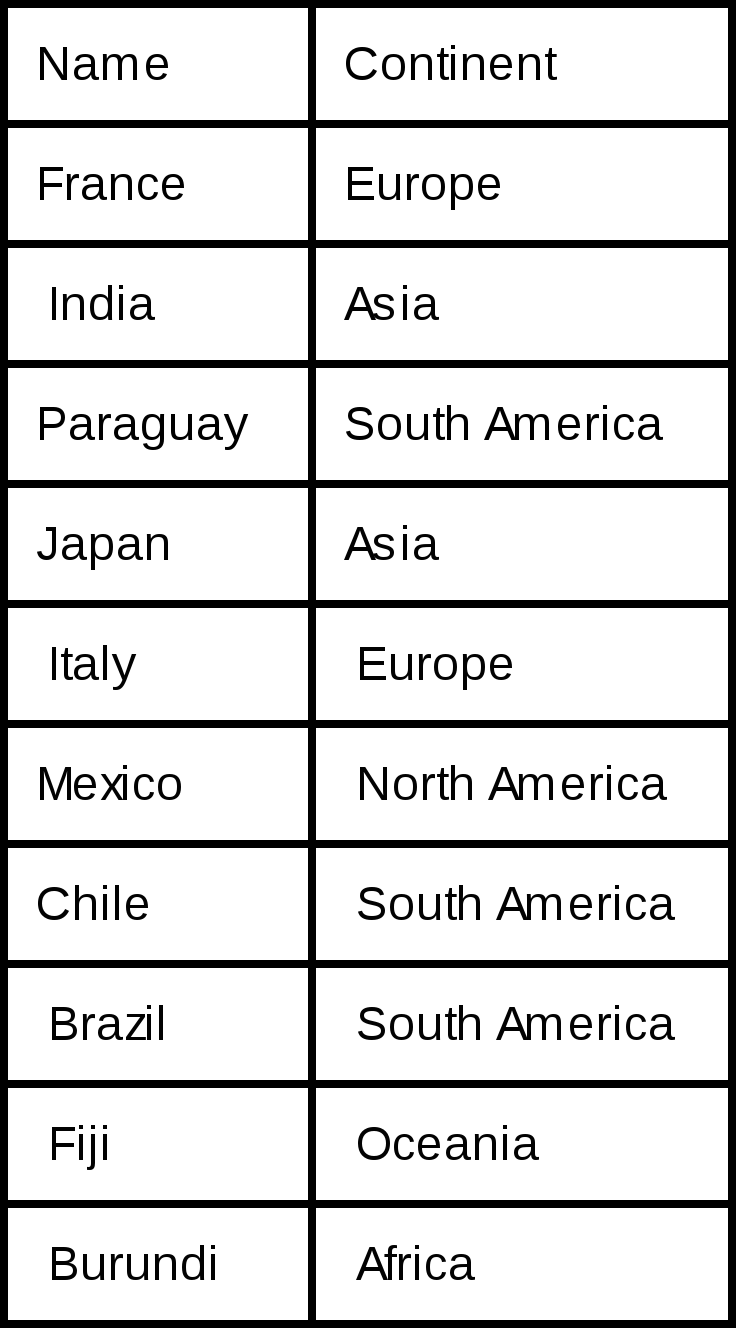 Name Continent
France Europe
India Asia
Paraguay South America
Japan Asia
Italy Europe
Mexico North America
Chile South America
Brazil South America
Fiji Oceania
Burundi Africa